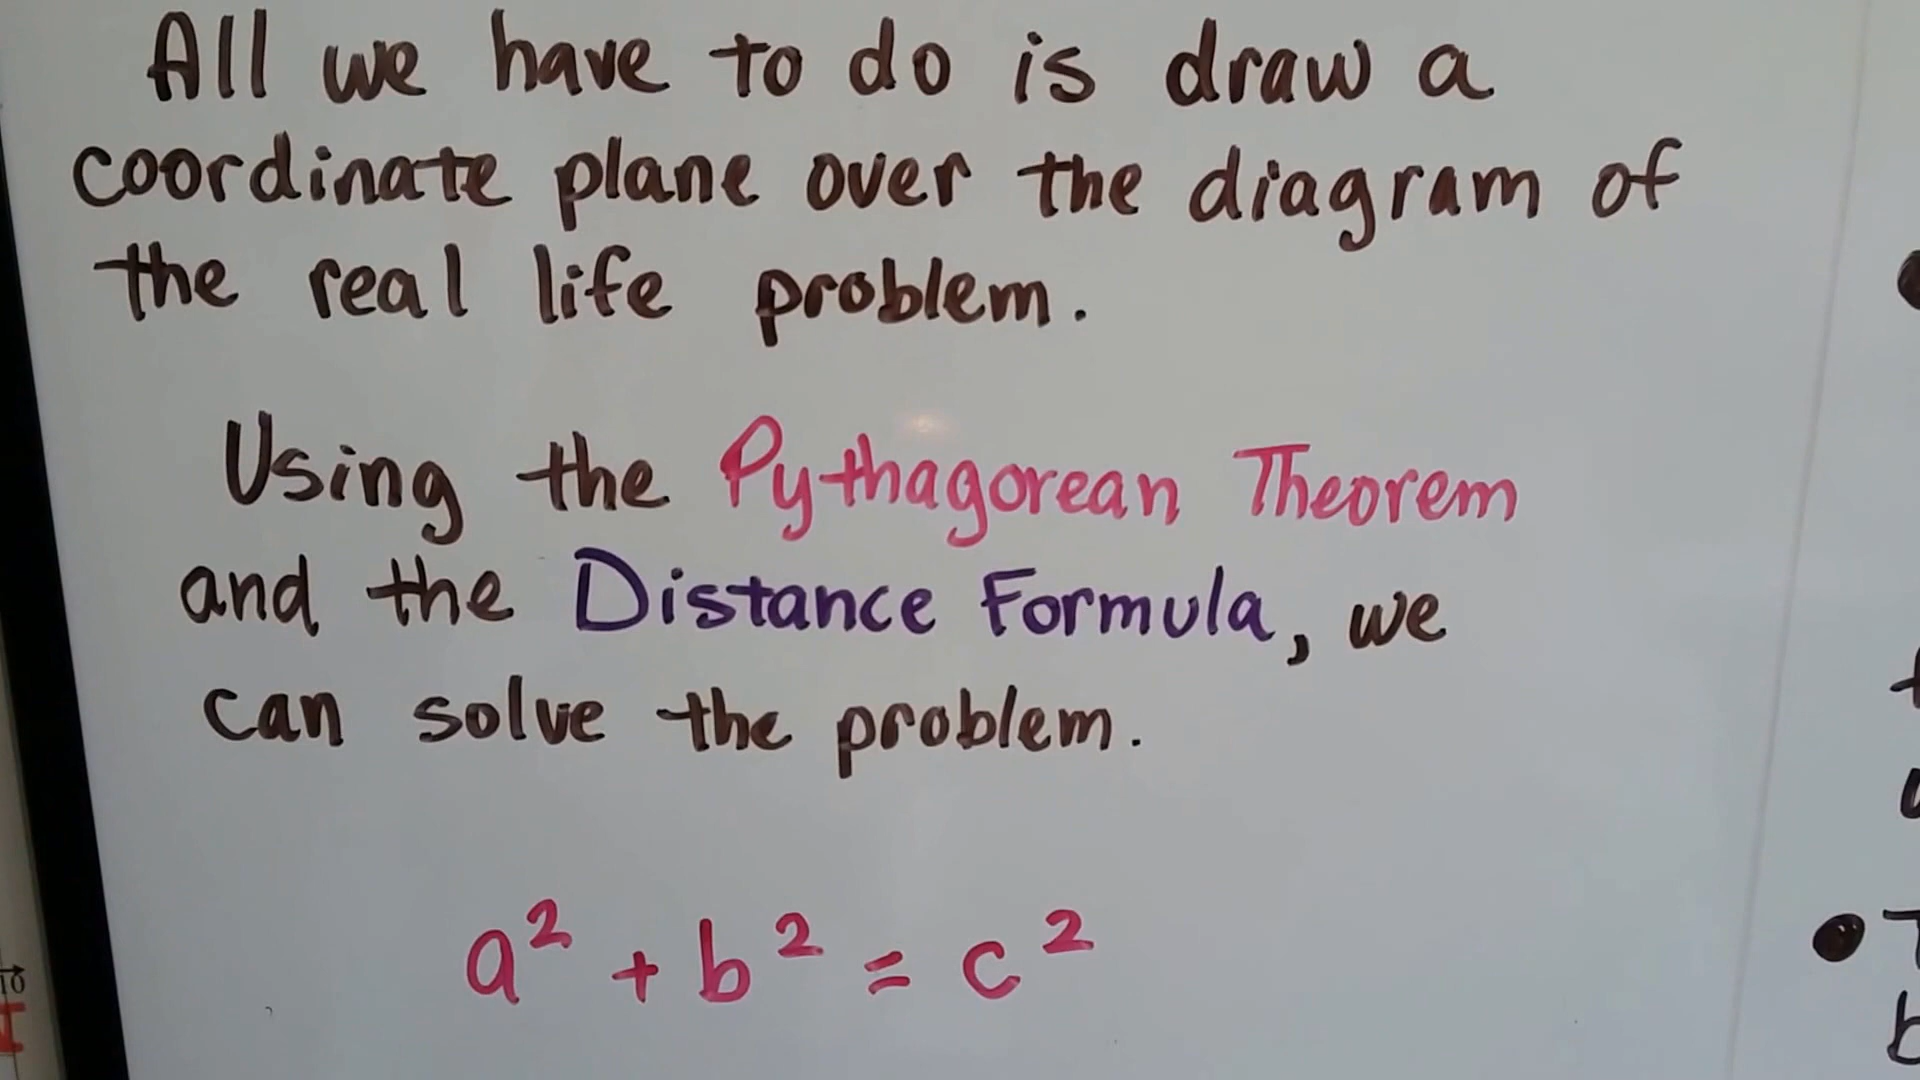 All we have to do is draw a
coordinate plane over the diagram of
the real life problem.
Using the Pythagorean Theorem
and the Distance Formula, we
can solve the problem.
a² + b² = c²
10